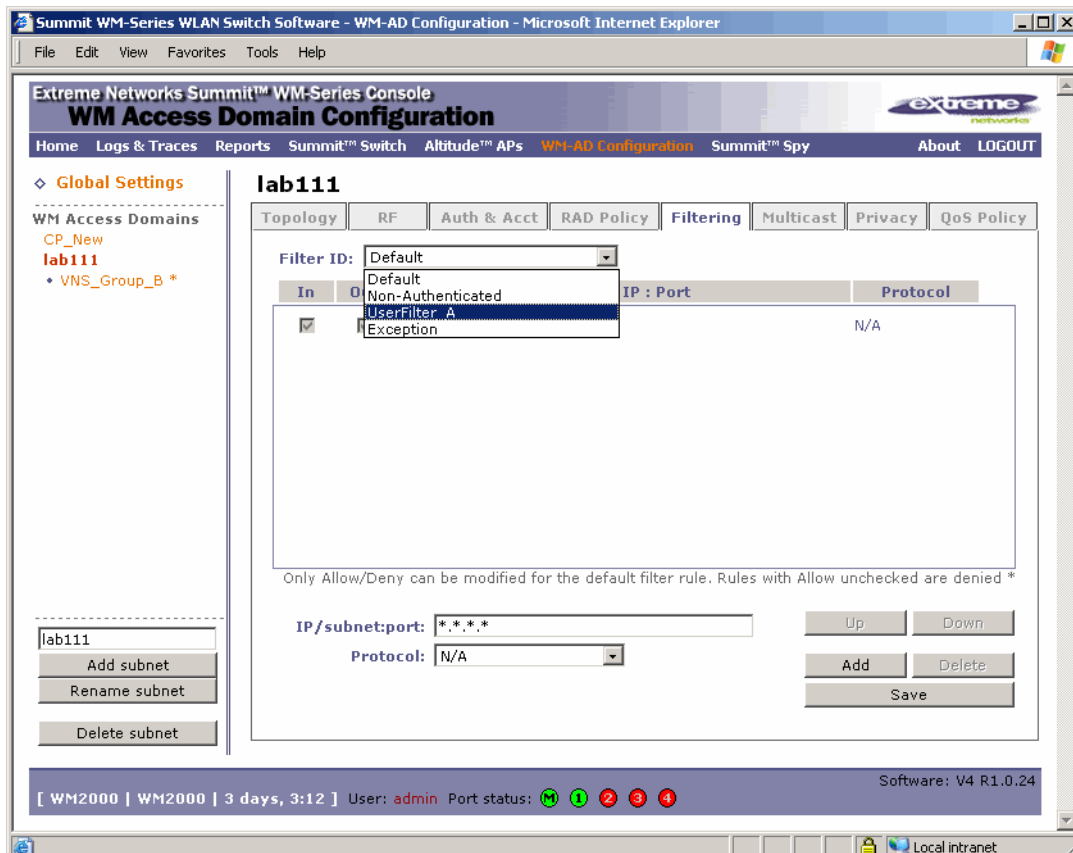 Summit WM-Series WLAN Switch Software - WM-AD Configuration - Microsoft Internet Explorer
File Edit View Favorites Tools Help
Extreme Networks Summit™ WM-Series Console
WM Access Domain Configuration
extreme
networks
Home Logs & Traces Reports Summit™ Switch Altitude™ APs WM-AD Configuration Summit™ Spy About LOGOUT
Global Settings
WM Access Domains
CP_New
lab111
• VNS_Group_B *
lab111
Add subnet
Rename subnet
Delete subnet
lab111
Topology RF Auth & Acct RAD Policy Filtering Multicast Privacy QoS Policy
Filter ID: Default
Default
Non-Authenticated
UserFilter_A
Exception
In IP : Port Protocol
N/A
Only Allow/Deny can be modified for the default filter rule. Rules with Allow unchecked are denied *
IP/subnet:port: *.*.*.*
Up Down
Protocol: N/A
Add Delete
Save
Software: V4 R1.0.24
[ WM2000 | WM2000 | 3 days, 3:12 ] User: admin Port status: M 1 2 3 4
Local intranet